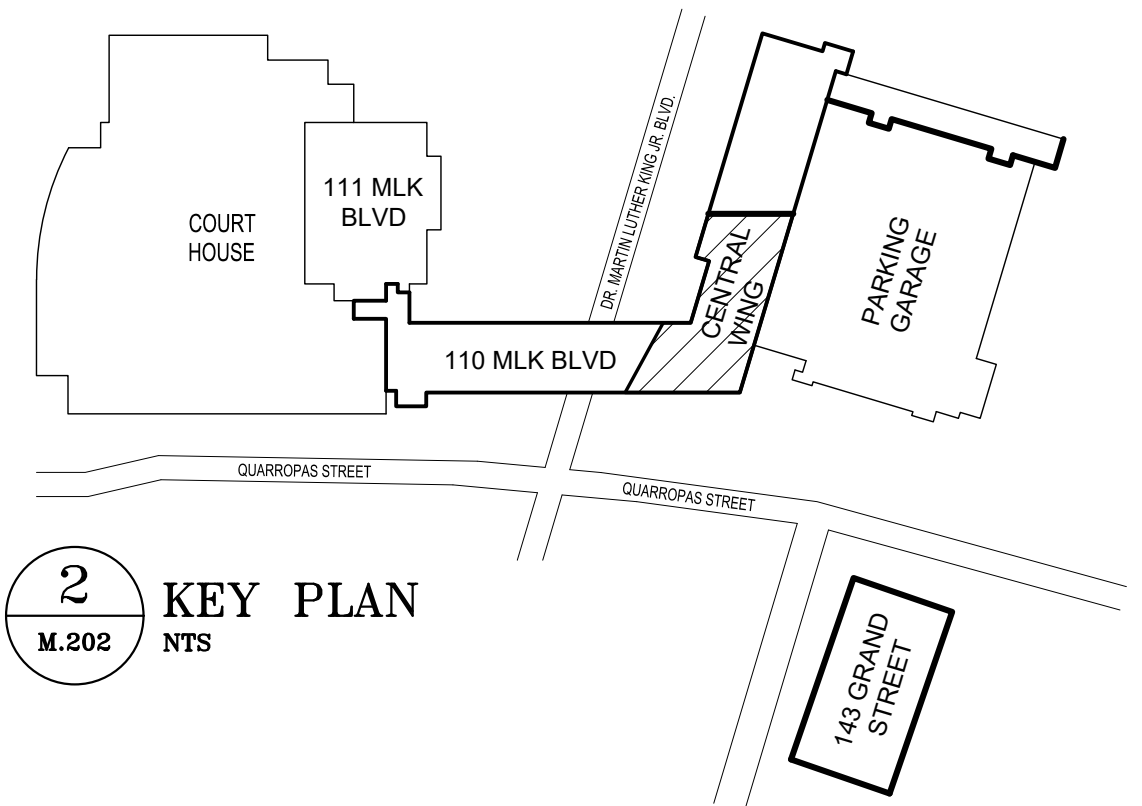 111 MLK
BLVD
COURT
HOUSE
DR. MARTIN LUTHER KING JR. BLVD.
CENTRAL
WING
PARKING
GARAGE
110 MLK BLVD
QUARROPAS STREET
QUARROPAS STREET
2
M.202
KEY PLAN
NTS
143 GRAND
STREET